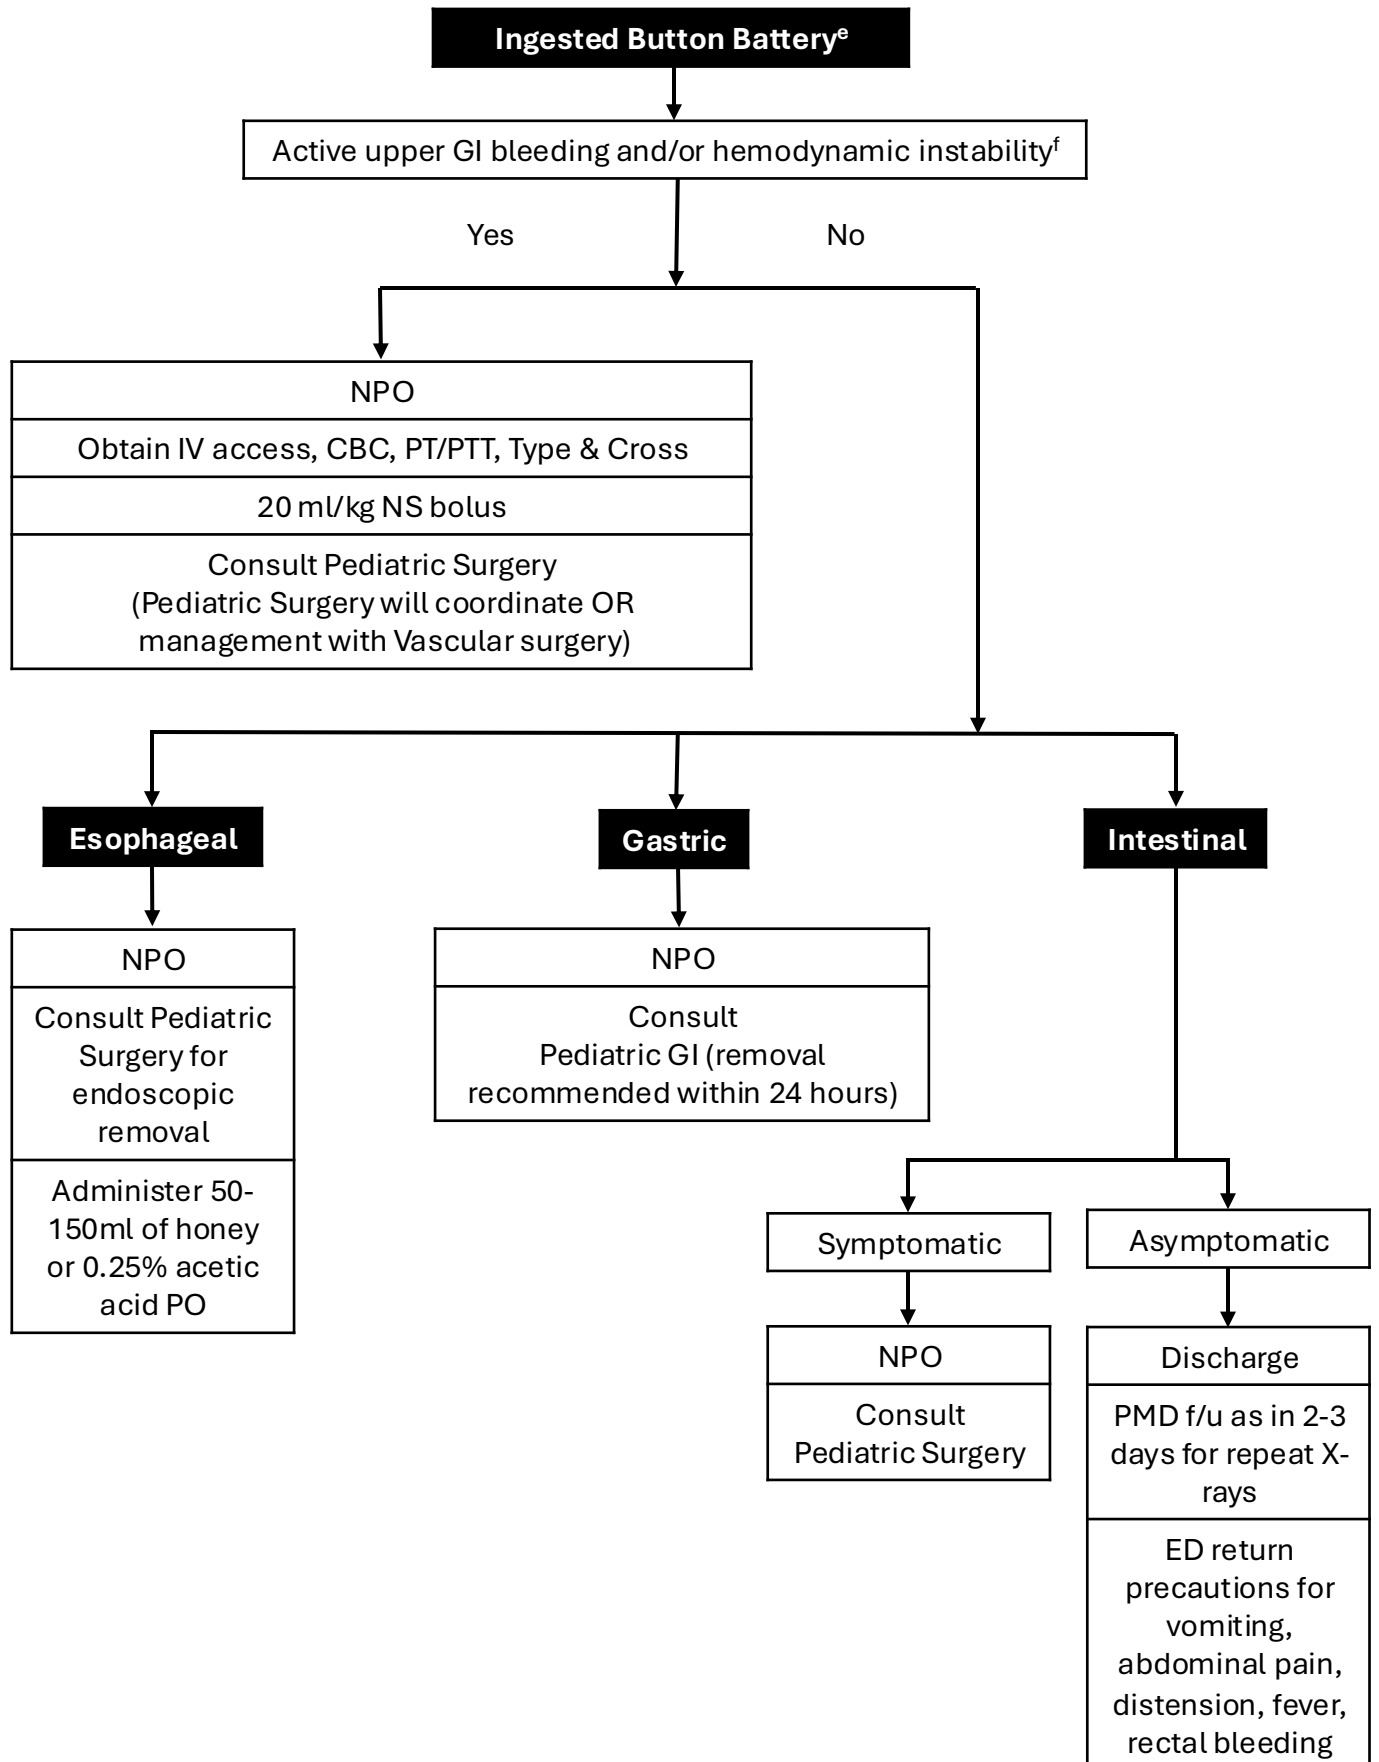 Ingested Button Batteryᵉ
Active upper GI bleeding and/or hemodynamic instabilityᶠ
Yes
No
NPO
Obtain IV access, CBC, PT/PTT, Type & Cross
20 ml/kg NS bolus
Consult Pediatric Surgery
(Pediatric Surgery will coordinate OR
management with Vascular surgery)
Esophageal
NPO
Consult Pediatric
Surgery for
endoscopic
removal
Administer 50-
150ml of honey
or 0.25% acetic
acid PO
Gastric
NPO
Consult
Pediatric GI (removal
recommended within 24 hours)
Intestinal
Symptomatic
NPO
Consult
Pediatric Surgery
Asymptomatic
Discharge
PMD f/u as in 2-3
days for repeat X-
rays
ED return
precautions for
vomiting,
abdominal pain,
distension, fever,
rectal bleeding